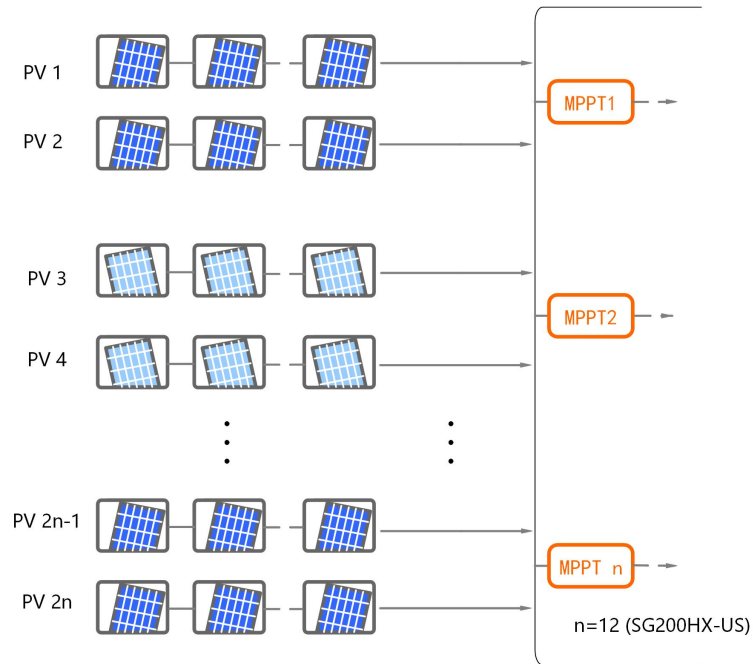 PV 1
MPPT1
PV 2
PV 3
MPPT2
PV 4
PV 2n-1
MPPT n
PV 2n
n=12 (SG200HX-US)